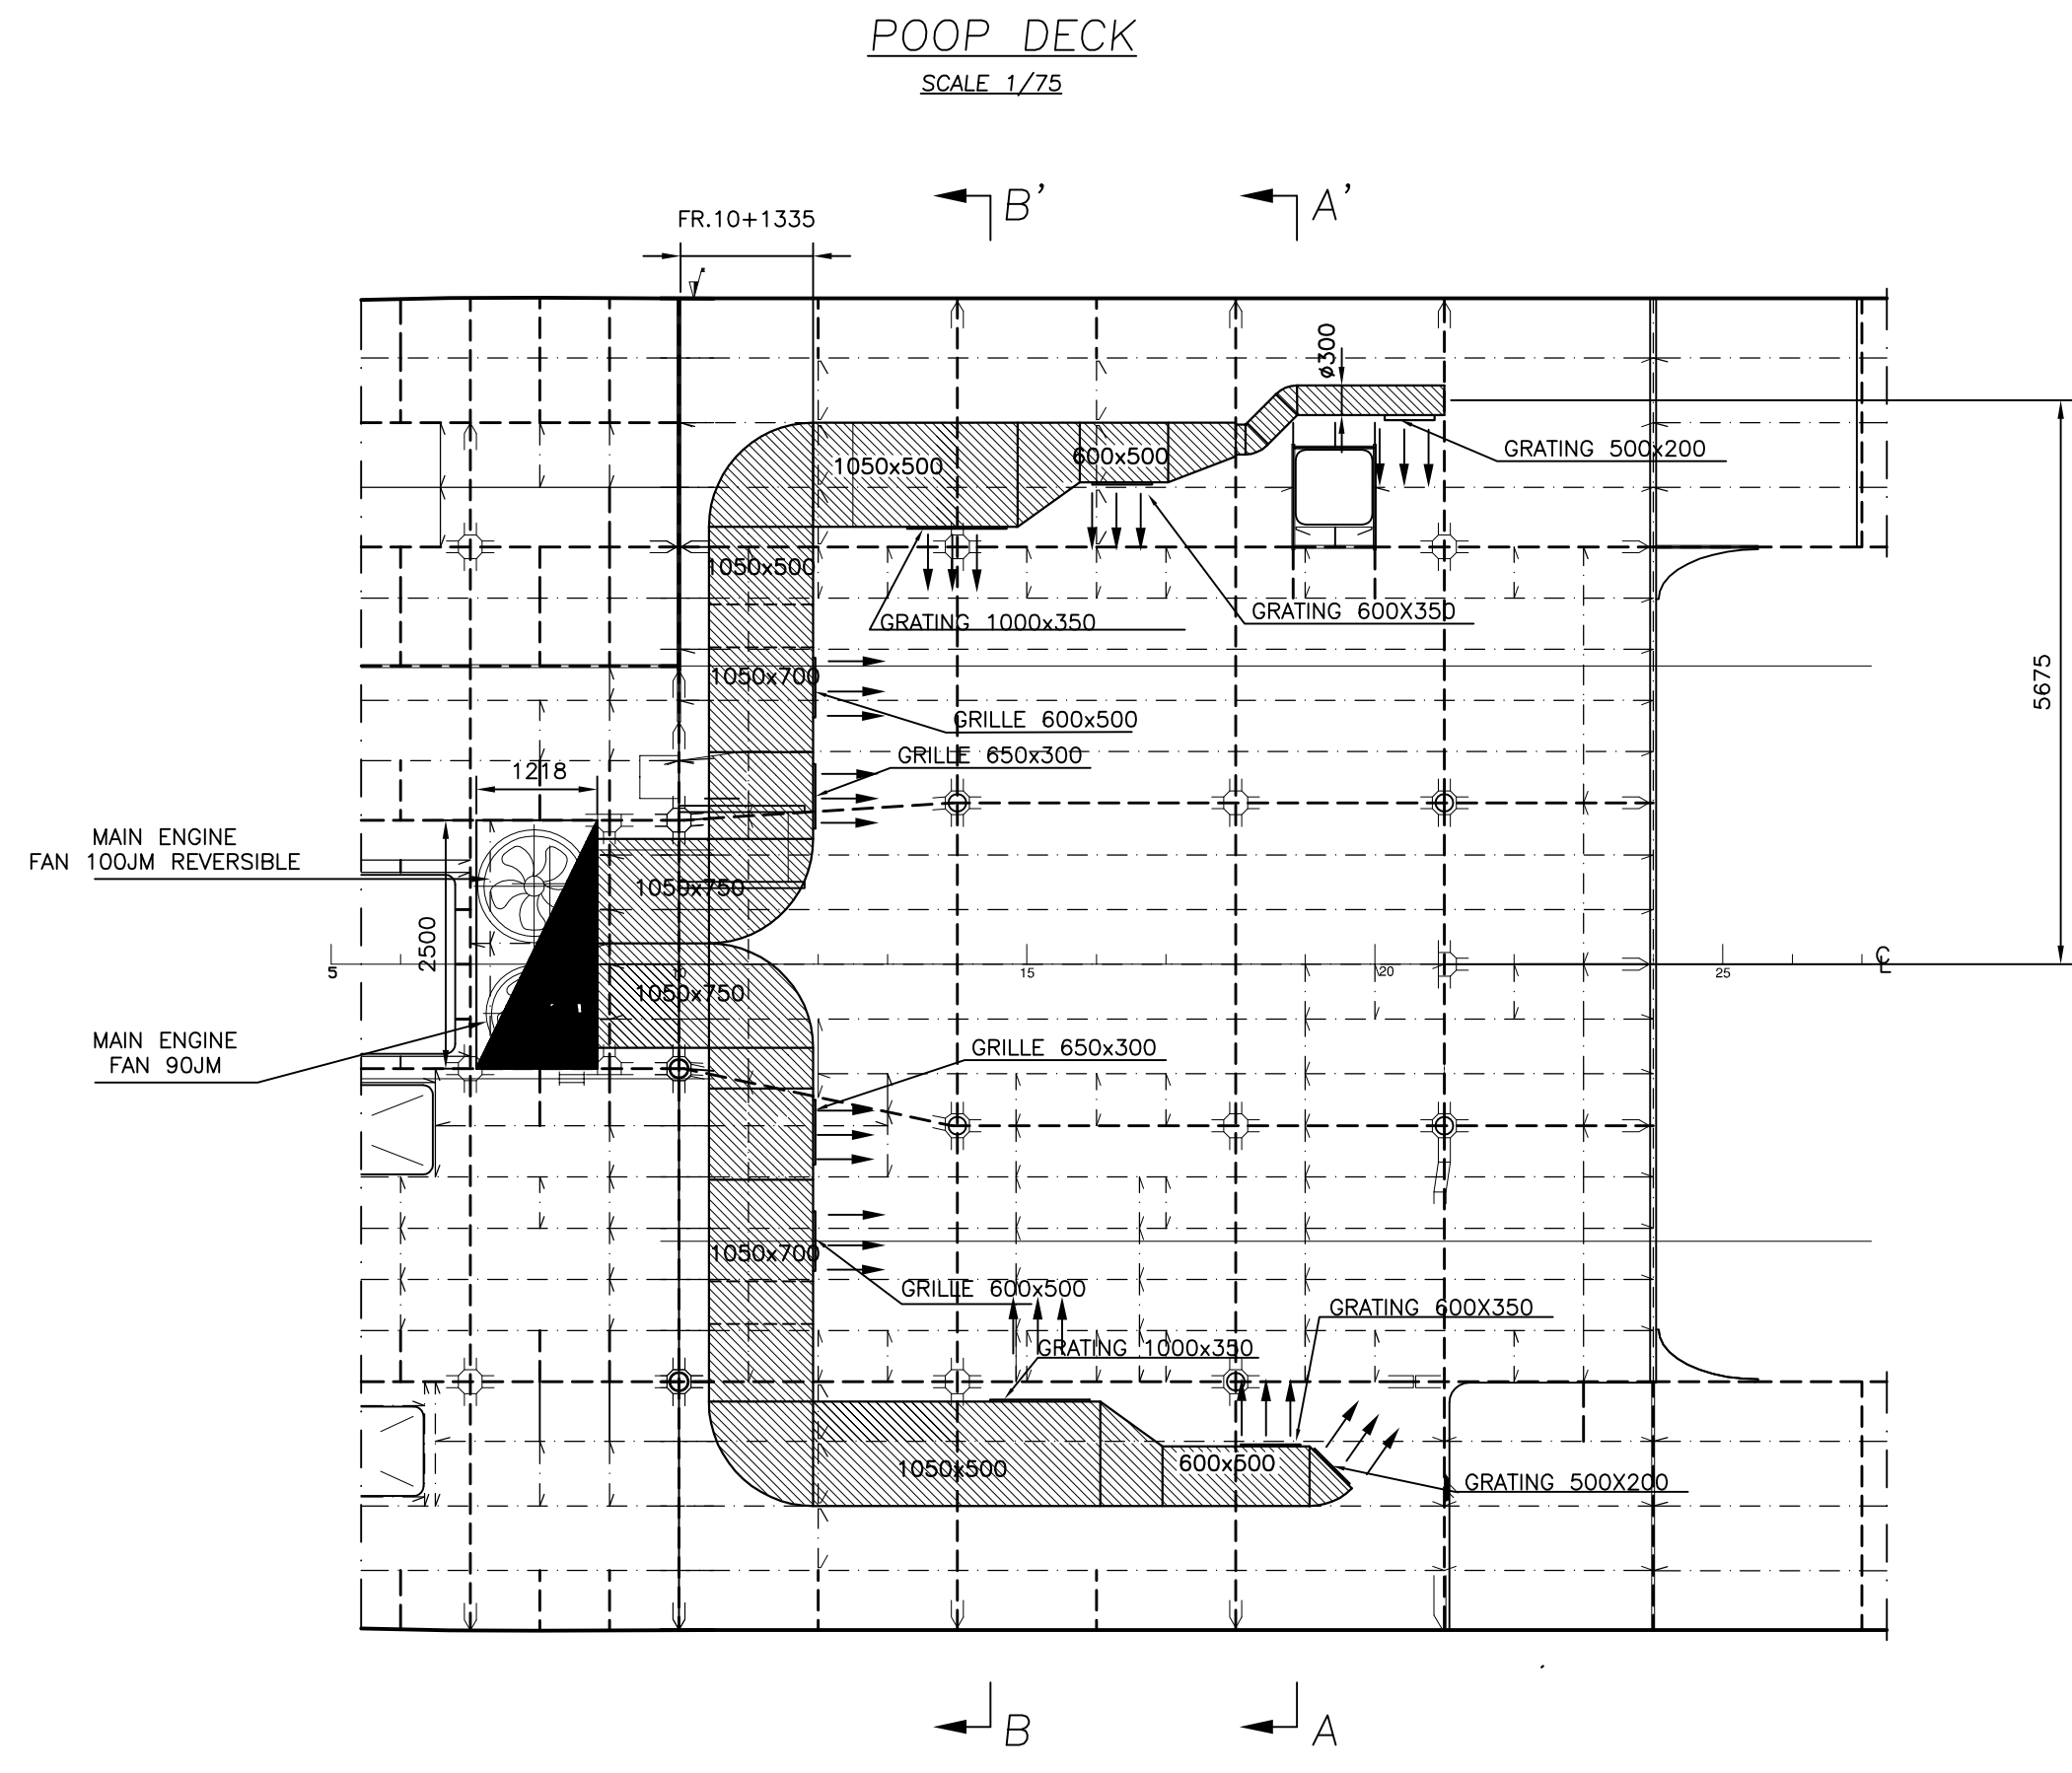 POOP DECK
SCALE 1/75
B'
A'
FR.10+1335
ø300
1050x500
600x500
GRATING 500x200
1050x500
GRATING 1000x350
GRATING 600X350
1050x700
5675
GRILLE 600x500
GRILLE 650x300
1218
MAIN ENGINE
FAN 100JM REVERSIBLE
1050x750
2500
5
10
15
20
25
CL
1050x750
MAIN ENGINE
FAN 90JM
GRILLE 650x300
1050x700
GRILLE 600x500
GRATING 600X350
GRATING 1000x350
1050x500
600x500
GRATING 500X200
B
A